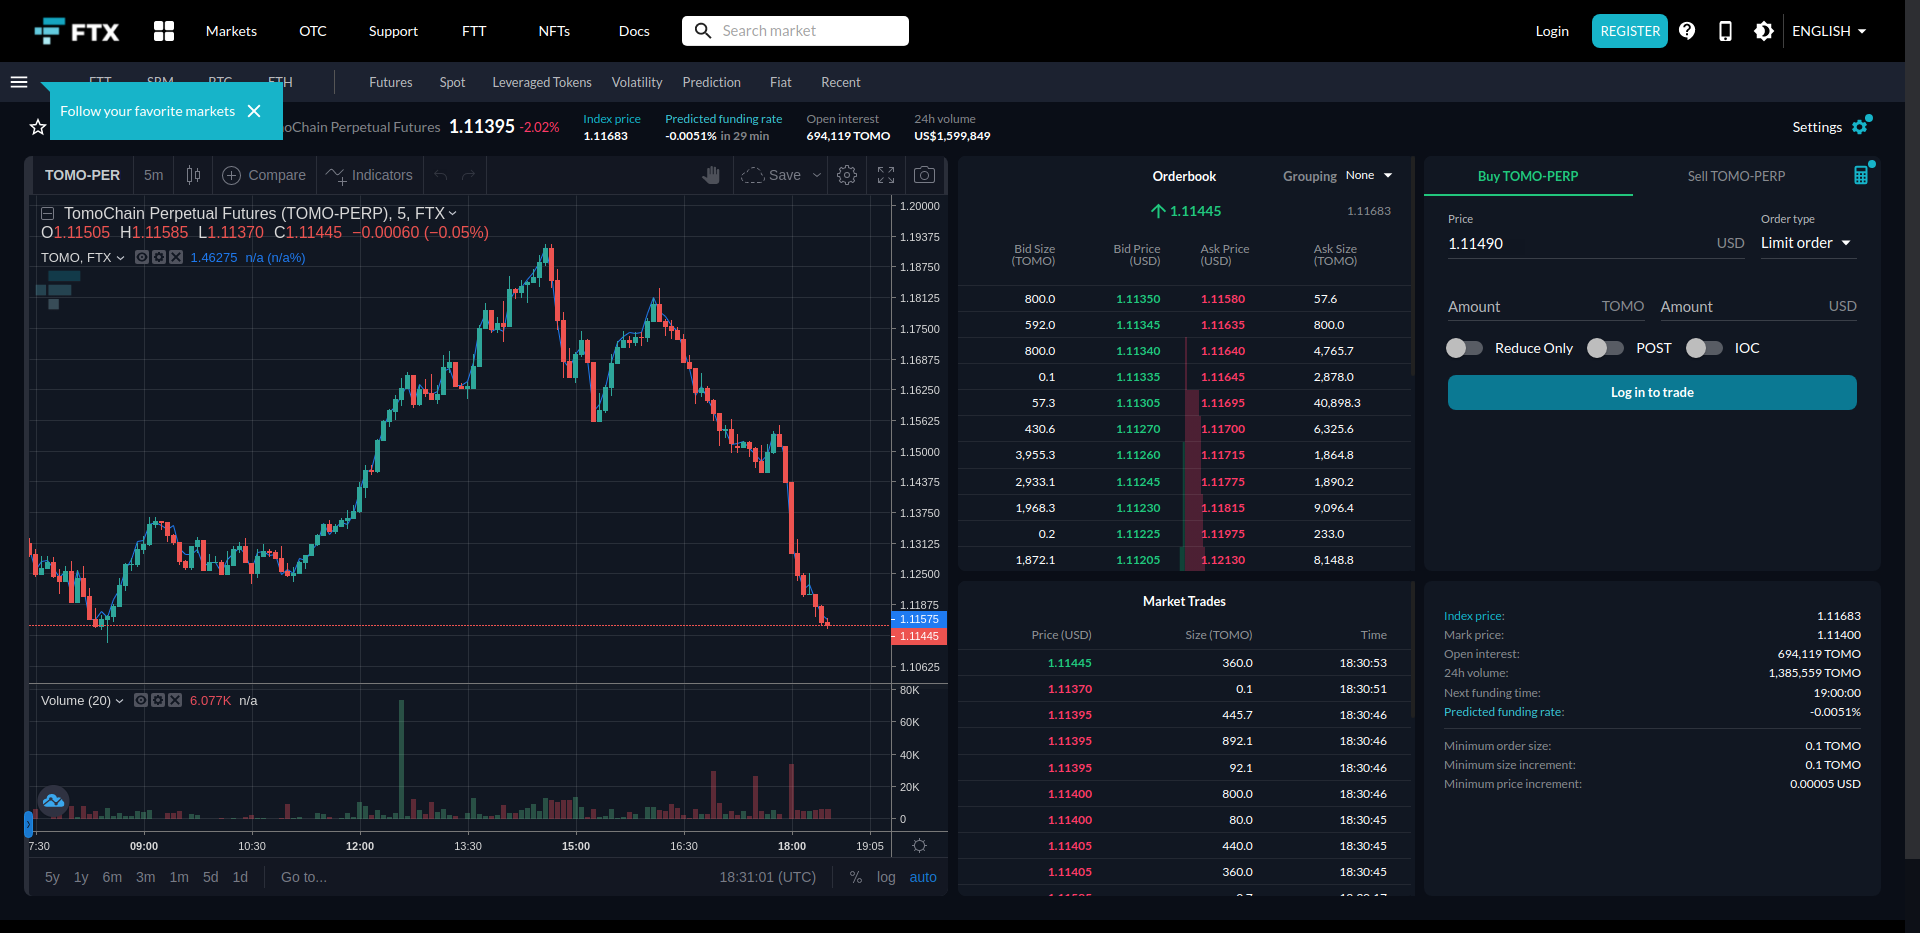 FTX
Markets
OTC
Support
FTT
NFTs
Docs
Search market
Login
REGISTER
ENGLISH
Futures
Spot
Leveraged Tokens
Volatility
Prediction
Fiat
Recent
Follow your favorite markets
Perpetual Futures
1.11395 -2.02%
Index price
1.11683
Predicted funding rate
-0.0051% in 29 min
Open interest
694,119 TOMO
24h volume
US$1,599,849
Settings
TOMO-PER
5m
Compare
Indicators
Save
TomoChain Perpetual Futures (TOMO-PERP), 5, FTX
O1.11505 H1.11585 L1.11370 C1.11445 −0.00060 (−0.05%)
TOMO, FTX 1.46275 n/a (n/a%)
1.20000
1.19375
1.18750
1.18125
1.17500
1.16875
1.16250
1.15625
1.15000
1.14375
1.13750
1.13125
1.12500
1.11875
1.11575
1.11445
1.10625
Volume (20) 6.077K n/a
80K
60K
40K
20K
0
7:30 09:00 10:30 12:00 13:30 15:00 16:30 18:00 19:05
5y 1y 6m 3m 1m 5d 1d Go to...
18:31:01 (UTC) % log auto
Orderbook
Grouping None
1.11445
1.11683
Bid Size (TOMO) Bid Price (USD) Ask Price (USD) Ask Size (TOMO)
800.0 1.11350 1.11580 57.6
592.0 1.11345 1.11635 800.0
800.0 1.11340 1.11640 4,765.7
0.1 1.11335 1.11645 2,878.0
57.3 1.11305 1.11695 40,898.3
430.6 1.11270 1.11700 6,325.6
3,955.3 1.11260 1.11715 1,864.8
2,933.1 1.11245 1.11775 1,890.2
1,968.3 1.11230 1.11815 9,096.4
0.2 1.11225 1.11975 233.0
1,872.1 1.11205 1.12130 8,148.8
Market Trades
Price (USD) Size (TOMO) Time
1.11445 360.0 18:30:53
1.11370 0.1 18:30:51
1.11395 445.7 18:30:46
1.11395 892.1 18:30:46
1.11395 92.1 18:30:46
1.11400 800.0 18:30:46
1.11400 80.0 18:30:45
1.11405 440.0 18:30:45
1.11405 360.0 18:30:45
Buy TOMO-PERP
Sell TOMO-PERP
Price
1.11490 USD
Order type
Limit order
Amount TOMO
Amount USD
Reduce Only
POST
IOC
Log in to trade
Index price: 1.11683
Mark price: 1.11400
Open interest: 694,119 TOMO
24h volume: 1,385,559 TOMO
Next funding time: 19:00:00
Predicted funding rate: -0.0051%
Minimum order size: 0.1 TOMO
Minimum size increment: 0.1 TOMO
Minimum price increment: 0.00005 USD